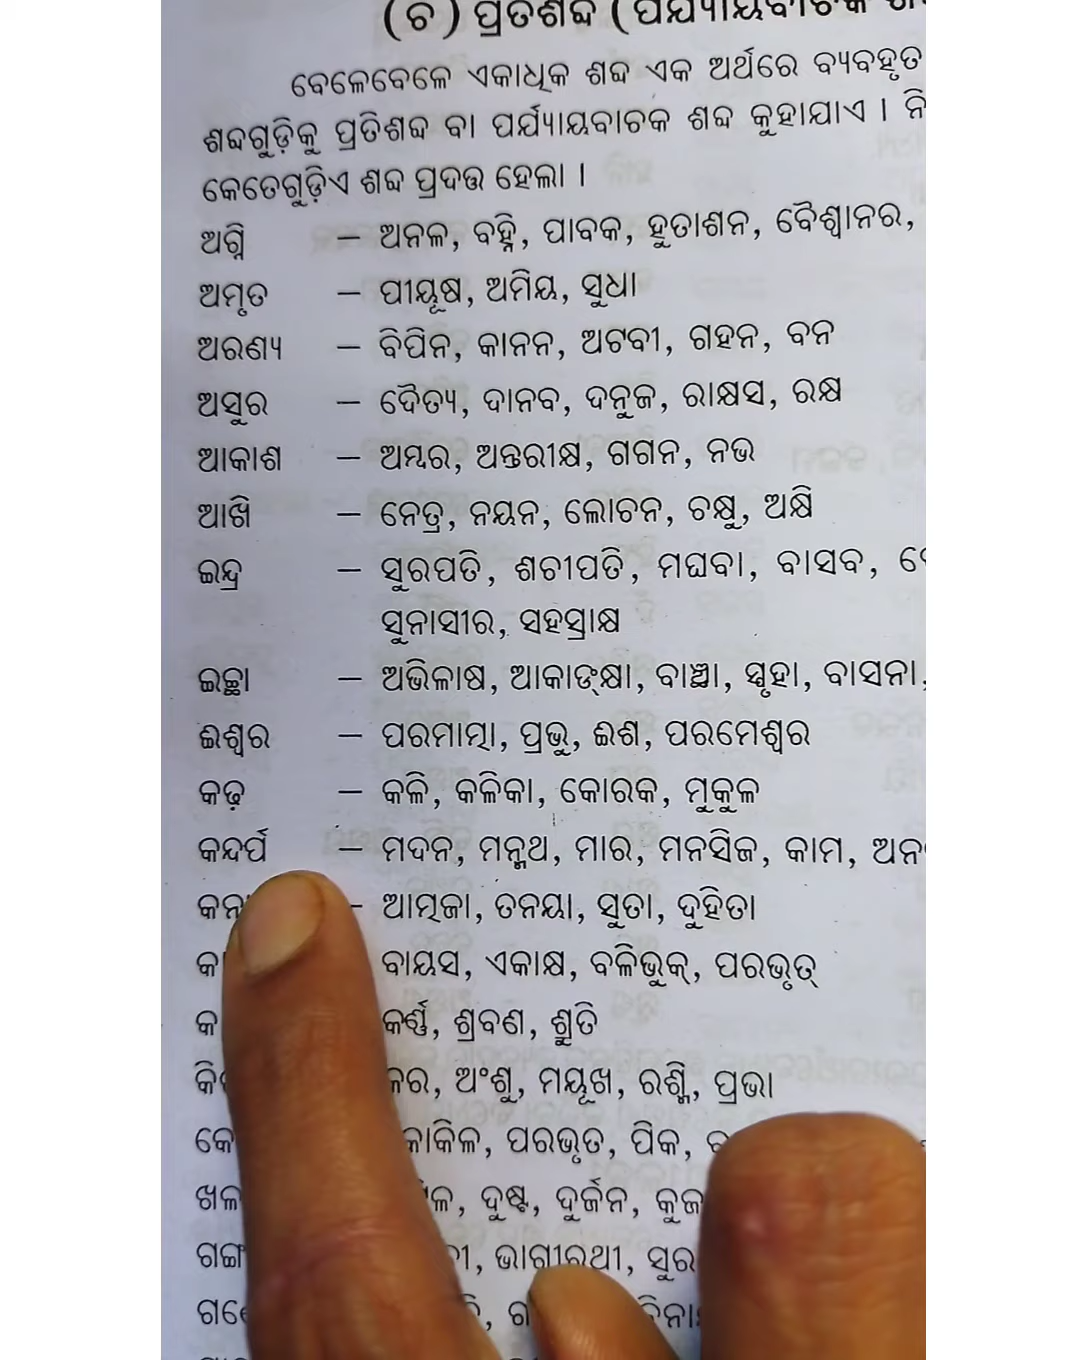 (ଚ) ପ୍ରତିଶବ୍ଦ (ପର୍ଯ୍ୟାୟବାଚକ
ବେଳେବେଳେ ଏକାଧିକ ଶବ୍ଦ ଏକ ଅର୍ଥରେ ବ୍ୟବହୃତ
ଶବ୍ଦଗୁଡ଼ିକୁ ପ୍ରତିଶବ୍ଦ ବା ପର୍ଯ୍ୟାୟବାଚକ ଶବ୍ଦ କୁହାଯାଏ ।
କେତେଗୁଡ଼ିଏ ଶବ୍ଦ ପ୍ରଦତ୍ତ ହେଲା ।
ଅଗ୍ନି – ଅନଳ, ବହ୍ନି, ପାବକ, ହୁତାଶନ, ବୈଶ୍ୱାନର,
ଅମୃତ – ପୀୟୂଷ, ଅମିୟ, ସୁଧା
ଅରଣ୍ୟ – ବିପିନ, କାନନ, ଅଟବୀ, ଗହନ, ବନ
ଅସୁର – ଦୈତ୍ୟ, ଦାନବ, ଦନୁଜ, ରାକ୍ଷସ, ରକ୍ଷ
ଆକାଶ – ଅମ୍ବର, ଅନ୍ତରୀକ୍ଷ, ଗଗନ, ନଭ
ଆଖି – ନେତ୍ର, ନୟନ, ଲୋଚନ, ଚକ୍ଷୁ, ଅକ୍ଷି
ଇନ୍ଦ୍ର – ସୁରପତି, ଶଚୀପତି, ମଘବା, ବାସବ,
ସୁନାସୀର, ସହସ୍ରାକ୍ଷ
ଇଚ୍ଛା – ଅଭିଳାଷ, ଆକାଙ୍‌କ୍ଷା, ବାଞ୍ଛା, ସ୍ପୃହା, ବାସନା,
ଈଶ୍ୱର – ପରମାତ୍ମା, ପ୍ରଭୁ, ଈଶ, ପରମେଶ୍ୱର
କଢ଼ – କଳି, କଳିକା, କୋରକ, ମୁକୁଳ
କନ୍ଦର୍ପ – ମଦନ, ମନ୍ମଥ, ମାର, ମନସିଜ, କାମ,
– ଆତ୍ମଜା, ତନୟା, ସୁତା, ଦୁହିତା
ବାୟସ, ଏକାକ୍ଷ, ବଳିଭୁକ୍, ପରଭୃତ୍
କର୍ଣ୍ଣ, ଶ୍ରବଣ, ଶ୍ରୁତି
ଅଂଶୁ, ମୟୂଖ, ରଶ୍ମି, ପ୍ରଭା
ପରଭୃତ, ପିକ,
ଦୁଷ୍ଟ, ଦୁର୍ଜନ,
ଭାଗୀରଥୀ,